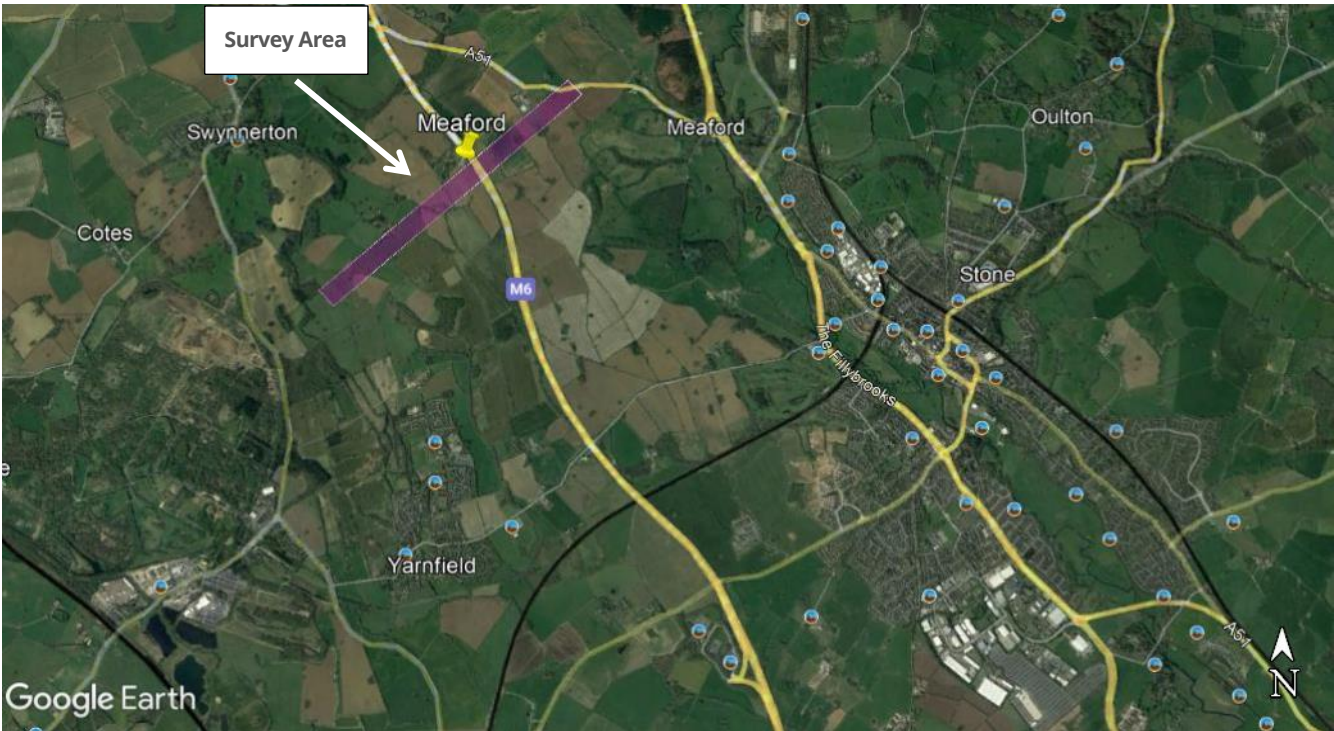 Survey Area
A51
Swynnerton
Meaford
Meaford
Oulton
Cotes
Stone
M6
The Fillybrooks
Yarnfield
A51
N
Google Earth